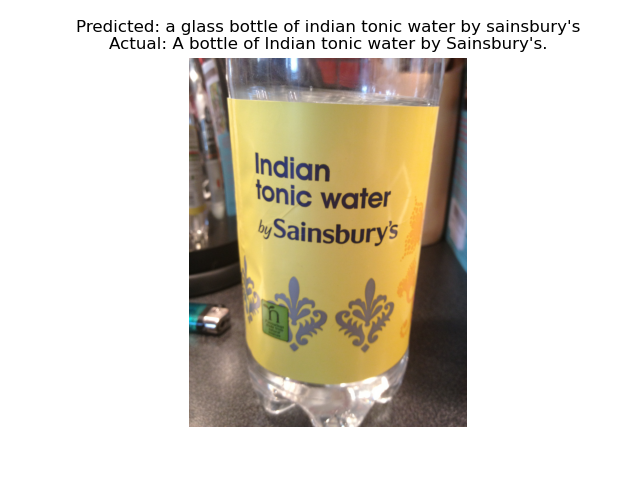 Predicted: a glass bottle of indian tonic water by sainsbury's
Actual: A bottle of Indian tonic water by Sainsbury's.
Indian
tonic water
by Sainsbury's
n